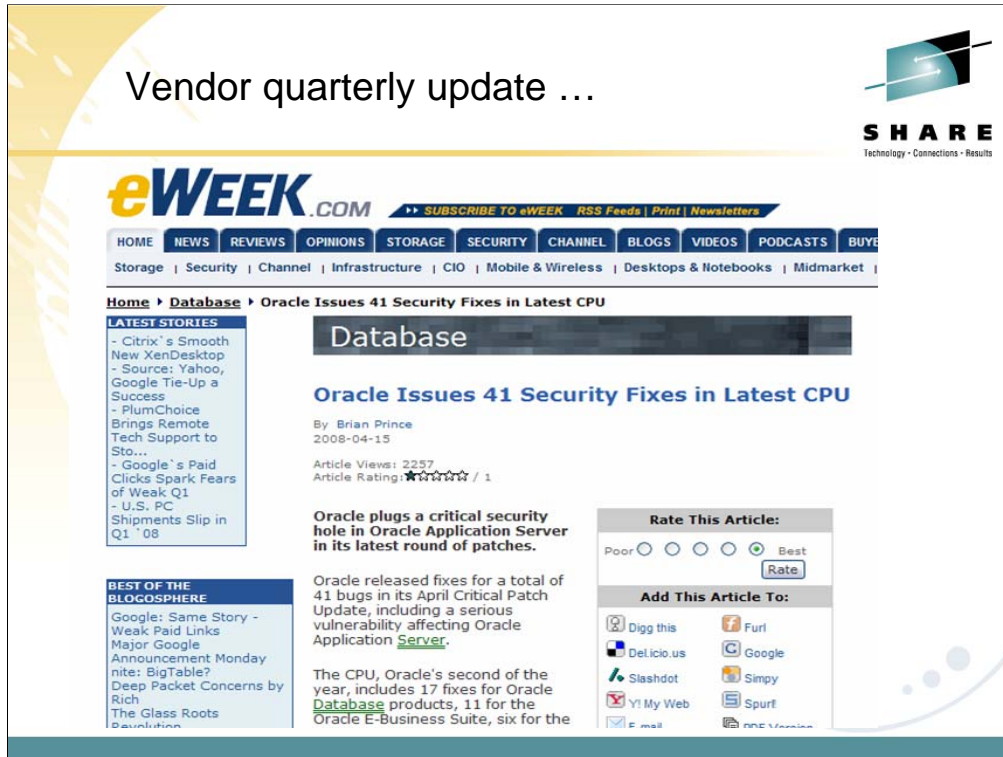 Vendor quarterly update …
SHARE
Technology · Connections · Results
eWEEK.COM
SUBSCRIBE TO eWEEK RSS Feeds | Print | Newsletters
HOME NEWS REVIEWS OPINIONS STORAGE SECURITY CHANNEL BLOGS VIDEOS PODCASTS BUYE
Storage | Security | Channel | Infrastructure | CIO | Mobile & Wireless | Desktops & Notebooks | Midmarket |
Home Database Oracle Issues 41 Security Fixes in Latest CPU
LATEST STORIES
- Citrix`s Smooth
New XenDesktop
- Source: Yahoo,
Google Tie-Up a
Success
- PlumChoice
Brings Remote
Tech Support to
Sto...
- Google`s Paid
Clicks Spark Fears
of Weak Q1
- U.S. PC
Shipments Slip in
Q1 `08
BEST OF THE
BLOGOSPHERE
Google: Same Story -
Weak Paid Links
Major Google
Announcement Monday
nite: BigTable?
Deep Packet Concerns by
Rich
The Glass Roots
Revolution
Database
Oracle Issues 41 Security Fixes in Latest CPU
By Brian Prince
2008-04-15
Article Views: 2257
Article Rating: / 1
Oracle plugs a critical security
hole in Oracle Application Server
in its latest round of patches.
Oracle released fixes for a total of
41 bugs in its April Critical Patch
Update, including a serious
vulnerability affecting Oracle
Application Server.
The CPU, Oracle's second of the
year, includes 17 fixes for Oracle
Database products, 11 for the
Oracle E-Business Suite, six for the
Rate This Article:
Poor Best
Rate
Add This Article To:
Digg this Furl
Del.icio.us Google
Slashdot Simpy
Y! My Web Spurl
E-mail PDF Version